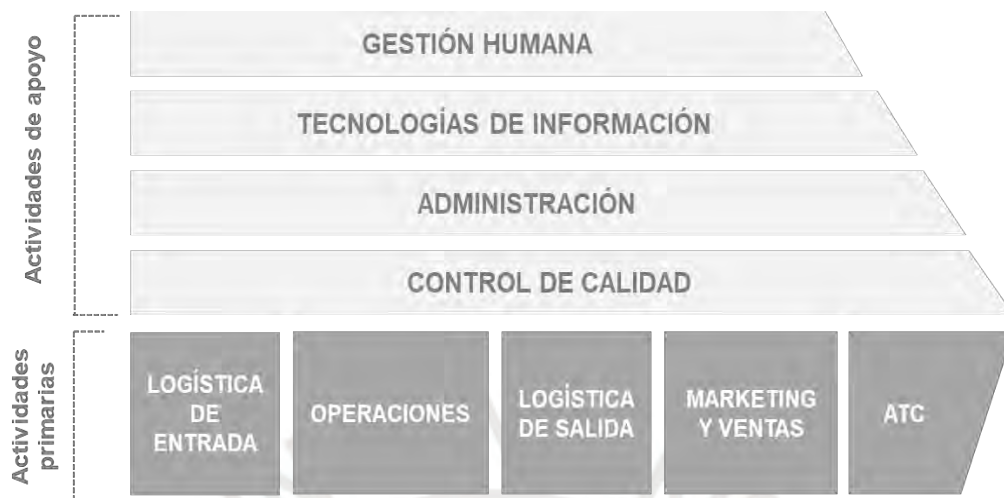 Actividades de apoyo
GESTIÓN HUMANA
TECNOLOGÍAS DE INFORMACIÓN
ADMINISTRACIÓN
CONTROL DE CALIDAD
Actividades
primarias
LOGÍSTICA
DE
ENTRADA
OPERACIONES
LOGÍSTICA
DE SALIDA
MARKETING
Y VENTAS
ATC